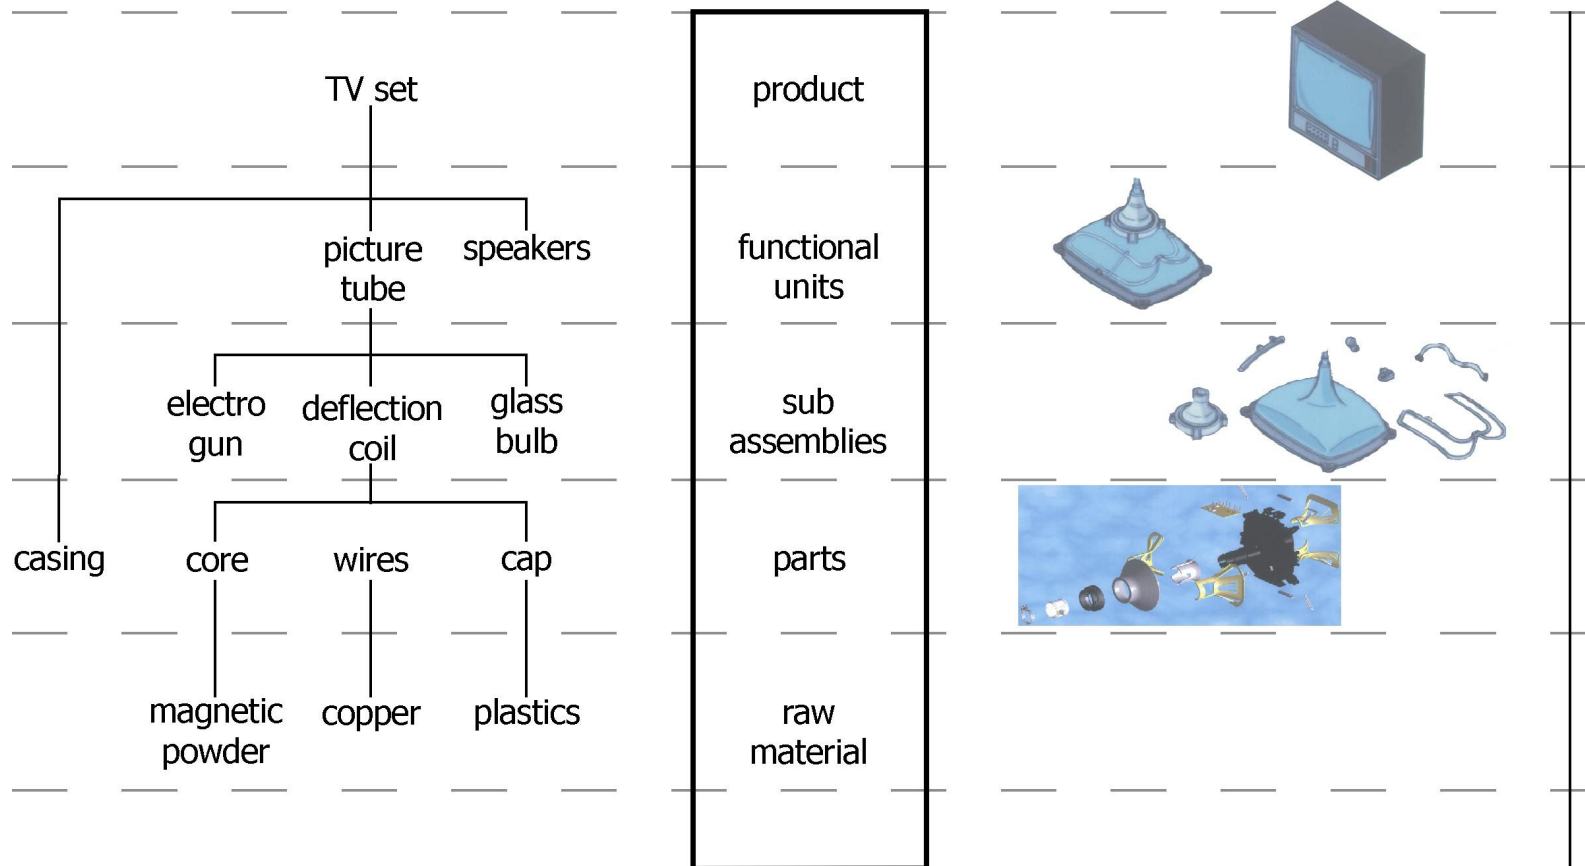 TV set
product
picture
tube
speakers
functional
units
electro
gun
deflection
coil
glass
bulb
sub
assemblies
casing
core
wires
cap
parts
magnetic
powder
copper
plastics
raw
material